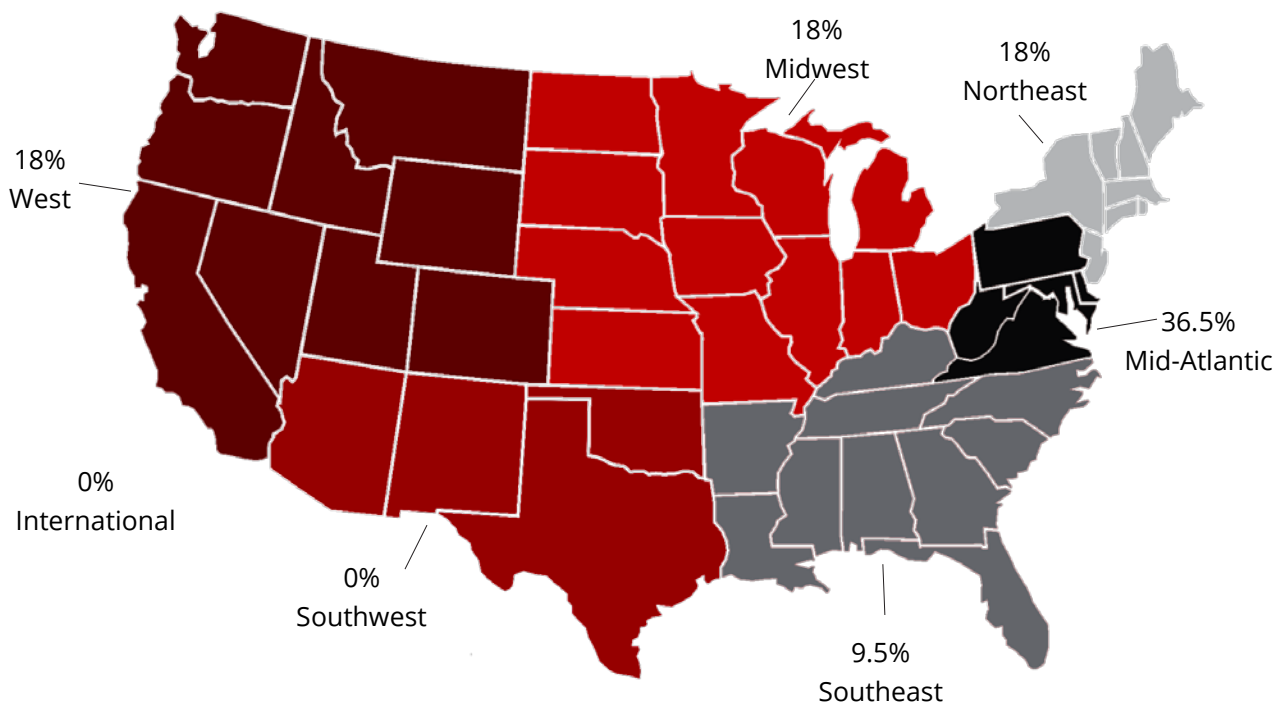 18%
Midwest
18%
Northeast
18%
West
36.5%
Mid-Atlantic
0%
International
0%
Southwest
9.5%
Southeast